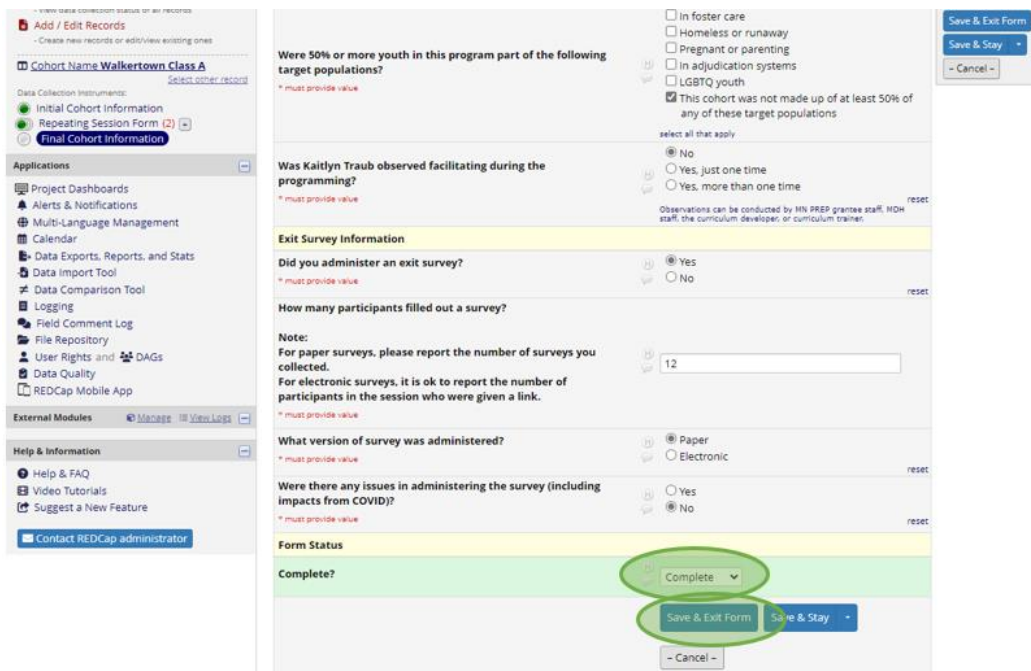 - View data collection status of all records
Add / Edit Records
- Create new records or edit/view existing ones
Cohort Name Walkertown Class A
Select other record
Data Collection Instruments:
Initial Cohort Information
Repeating Session Form (2) +
Final Cohort Information
Applications
Project Dashboards
Alerts & Notifications
Multi-Language Management
Calendar
Data Exports, Reports, and Stats
Data Import Tool
Data Comparison Tool
Logging
Field Comment Log
File Repository
User Rights and DAGs
Data Quality
REDCap Mobile App
External Modules Manage View Logs
Help & Information
Help & FAQ
Video Tutorials
Suggest a New Feature
Contact REDCap administrator
Were 50% or more youth in this program part of the following
target populations?
* must provide value
In foster care
Homeless or runaway
Pregnant or parenting
In adjudication systems
LGBTQ youth
This cohort was not made up of at least 50% of
any of these target populations
select all that apply
Was Kaitlyn Traub observed facilitating during the
programming?
* must provide value
No
Yes, just one time
Yes, more than one time
reset
Observations can be conducted by MN PREP grantee staff, MDH
staff, the curriculum developer, or curriculum trainer.
Exit Survey Information
Did you administer an exit survey?
* must provide value
Yes
No
reset
How many participants filled out a survey?
Note:
For paper surveys, please report the number of surveys you
collected.
For electronic surveys, it is ok to report the number of
participants in the session who were given a link.
* must provide value
12
What version of survey was administered?
* must provide value
Paper
Electronic
reset
Were there any issues in administering the survey (including
impacts from COVID)?
* must provide value
Yes
No
reset
Form Status
Complete?
Complete
Save & Exit Form
Save & Stay
- Cancel -
Save & Exit Form
Save & Stay
- Cancel -